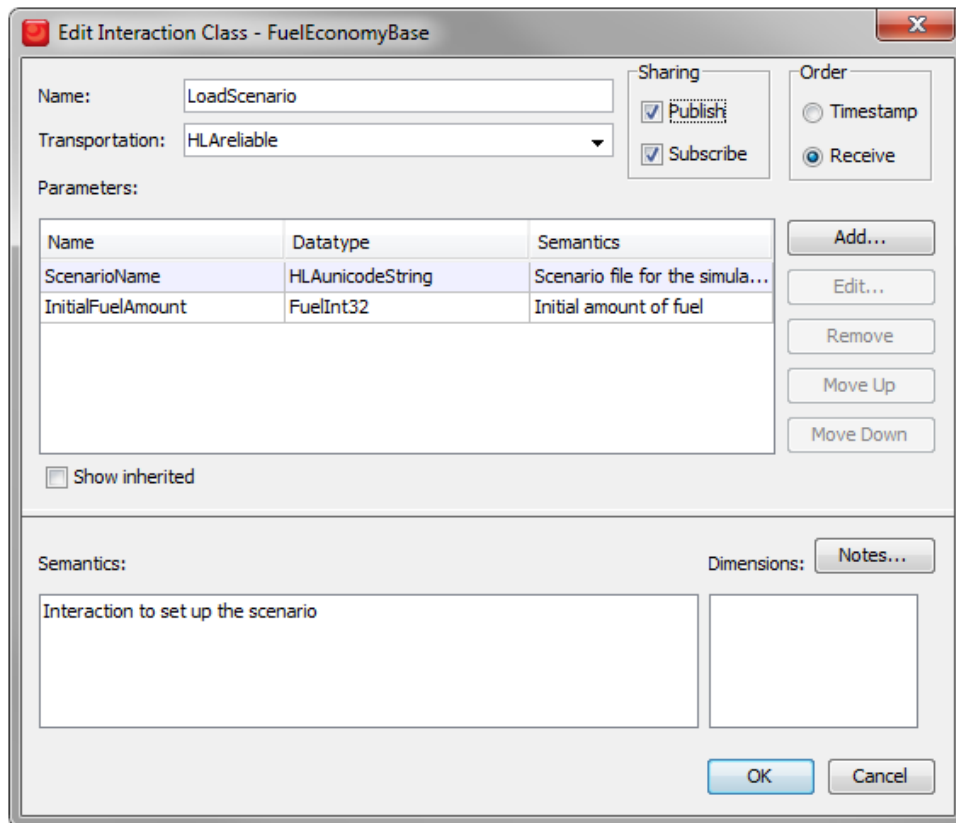 Edit Interaction Class - FuelEconomyBase
Name: LoadScenario
Transportation: HLAreliable
Sharing
Publish
Subscribe
Order
Timestamp
Receive
Parameters:
Name Datatype Semantics
ScenarioName HLAunicodeString Scenario file for the simula...
InitialFuelAmount FuelInt32 Initial amount of fuel
Add...
Edit...
Remove
Move Up
Move Down
Show inherited
Semantics:
Dimensions: Notes...
Interaction to set up the scenario
OK Cancel